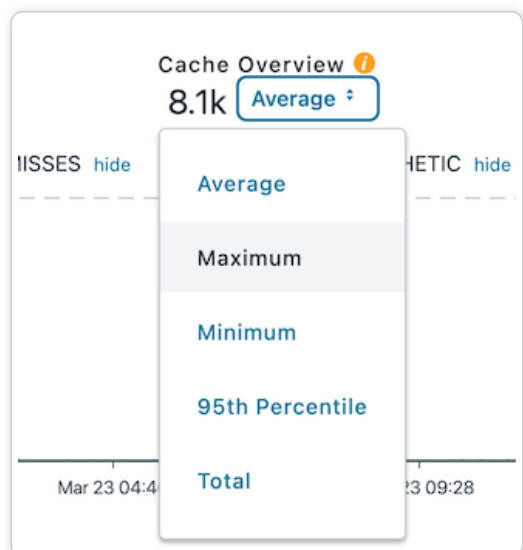 Cache Overview i
8.1k Average
ISSES hide
HETIC hide
Average
Maximum
Minimum
95th Percentile
Total
Mar 23 04:4
23 09:28